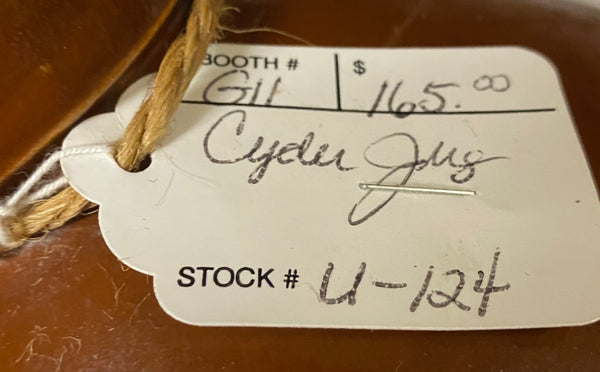 BOOTH # $
G11 165.00
Cyder Jug
STOCK # U-124